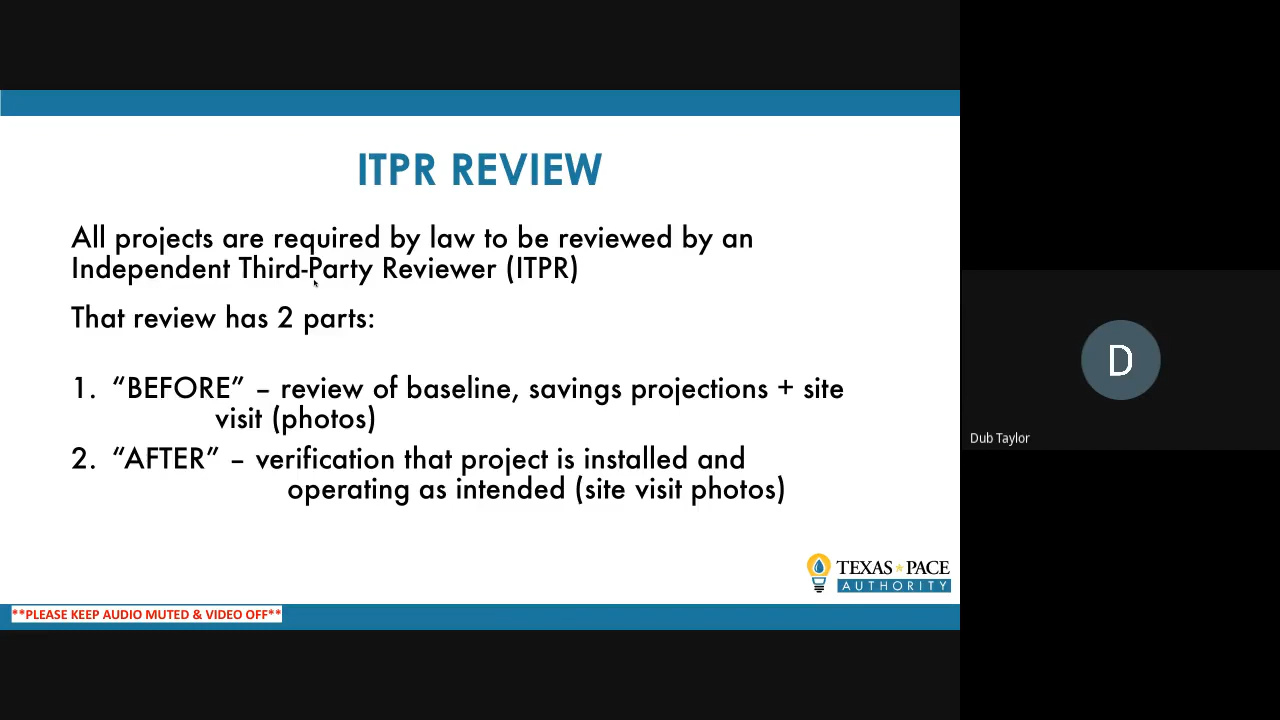 ITPR REVIEW
All projects are required by law to be reviewed by an
Independent Third-Party Reviewer (ITPR)
That review has 2 parts:
1. “BEFORE” – review of baseline, savings projections + site
visit (photos)
2. “AFTER” – verification that project is installed and
operating as intended (site visit photos)
TEXAS PACE
AUTHORITY
**PLEASE KEEP AUDIO MUTED & VIDEO OFF**
D
Dub Taylor